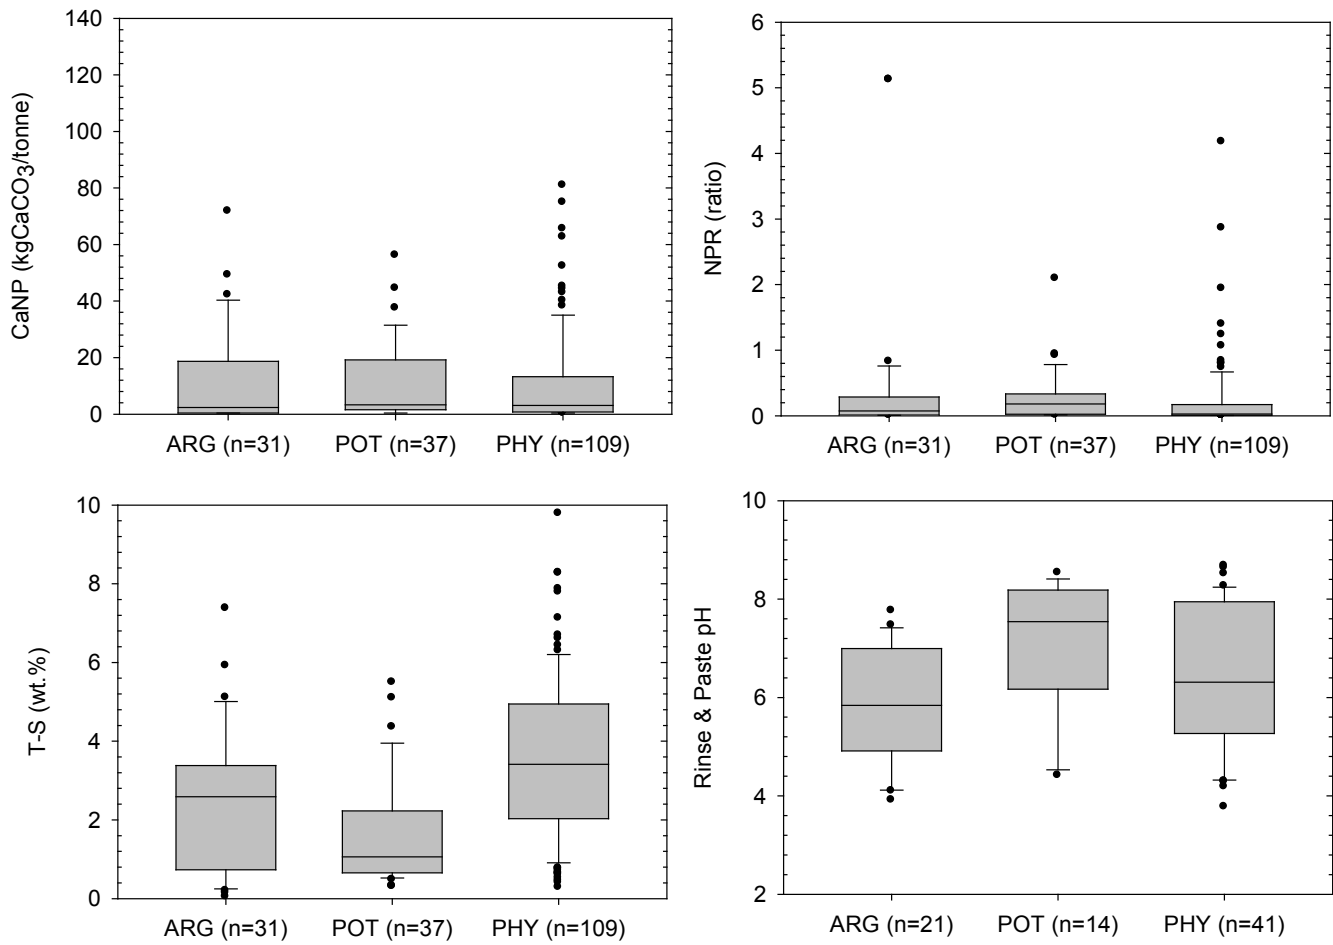 CaNP (kgCaCO3/tonne)
140
120
100
80
60
40
20
0
ARG (n=31)
POT (n=37)
PHY (n=109)
NPR (ratio)
6
5
4
3
2
1
0
ARG (n=31)
POT (n=37)
PHY (n=109)
T-S (wt.%)
10
8
6
4
2
0
ARG (n=31)
POT (n=37)
PHY (n=109)
Rinse & Paste pH
10
8
6
4
2
ARG (n=21)
POT (n=14)
PHY (n=41)